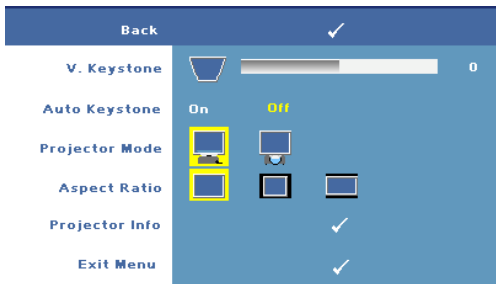 Back
V. Keystone 0
Auto Keystone On Off
Projector Mode
Aspect Ratio
Projector Info
Exit Menu